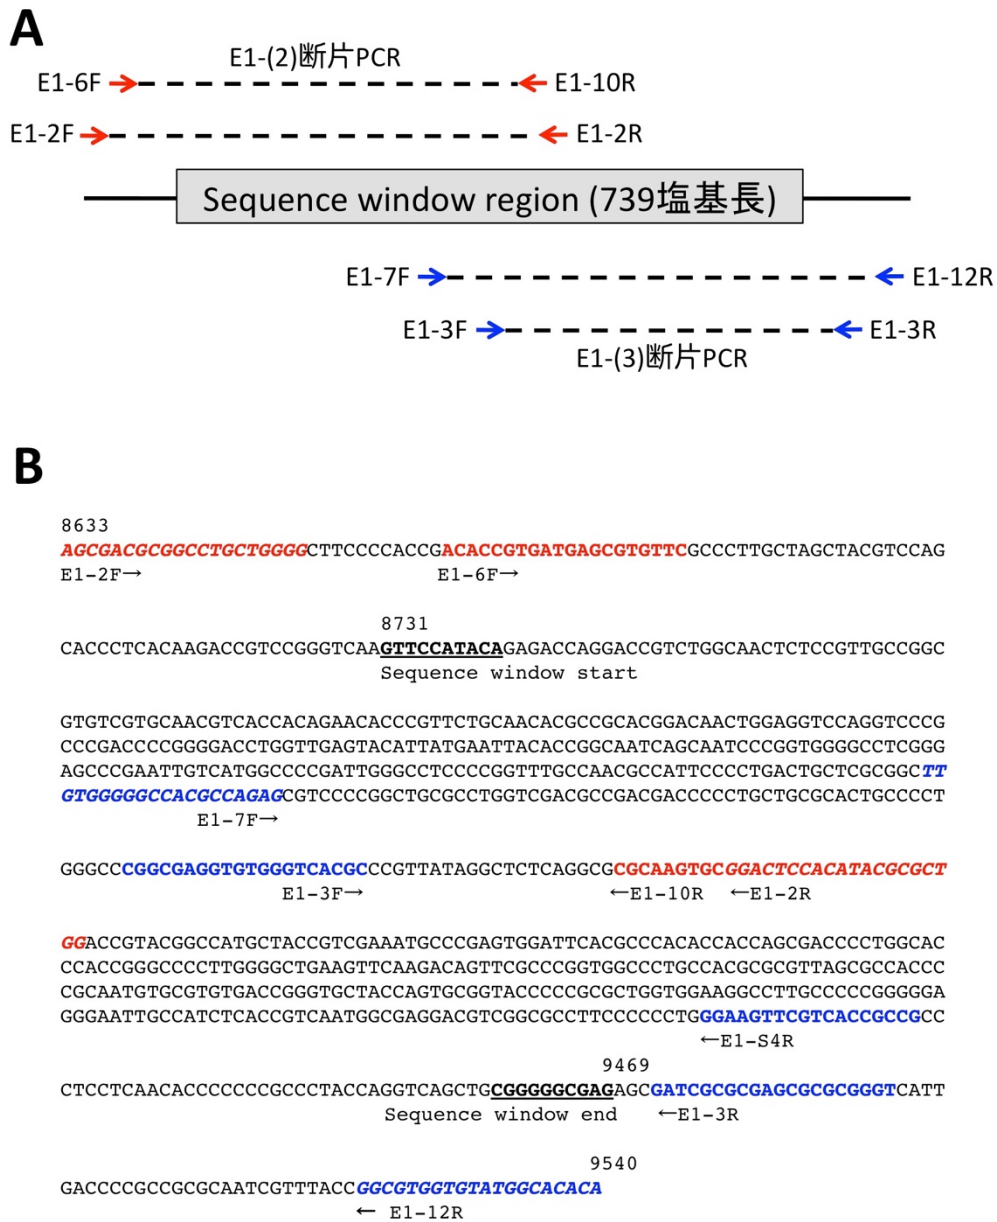 A
E1-(2)断片PCR
E1-6F
E1-10R
E1-2F
E1-2R
Sequence window region (739塩基長)
E1-7F
E1-12R
E1-3F
E1-3R
E1-(3)断片PCR
B
8633
AGCGACGCGGCCTGCTGGGGCTTCCCCACCGACACCGTGATGAGCGTGTTCGCCCTTGCTAGCTACGTCCAG
E1-2F→ E1-6F→
8731
CACCCTCACAAGACCGTCCGGGTCAAGTTCCATACAGAGACCAGGACCGTCTGGCAACTCTCCGTTGCCGGC
Sequence window start
GTGTCGTGCAACGTCACCACAGAACACCCGTTCTGCAACACGCCGCACGGACAACTGGAGGTCCAGGTCCCG
CCCGACCCCGGGGACCTGGTTGAGTACATTATGAATTACACCGGCAATCAGCAATCCCGGTGGGGCCTCGGG
AGCCCGAATTGTCATGGCCCCGATTGGGCCTCCCCGGTTTGCCAACGCCATTCCCCTGACTGCTCGCGGCTT
GTGGGGGCCACGCCAGAGCGTCCCCGGCTGCGCCTGGTCGACGCCGACGACCCCCTGCTGCGCACTGCCCCT
E1-7F→
GGGCCCCGGCGAGGTGTGGGTCACGCCCGTTATAGGCTCTCAGGCGCGCAAGTGCGGACTCCACATACGCGCT
E1-3F→ ←E1-10R ←E1-2R
GGACCGTACGGCCATGCTACCGTCGAAATGCCCGAGTGGATTCACGCCCACACCACCAGCGACCCCTGGCAC
CCACCGGGCCCCTTGGGGCTGAAGTTCAAGACAGTTCGCCCGGTGGCCCTGCCACGCGCGTTAGCGCCACCC
CGCAATGTGCGTGTGACCGGGTGCTACCAGTGCGGTACCCCCGCGCTGGTGGAAGGCCTTGCCCCCGGGGGA
GGGAATTGCCATCTCACCGTCAATGGCGAGGACGTCGGCGCCTTCCCCCCTGGGAAGTTCGTCACCGCCGCC
←E1-S4R
9469
CTCCTCAACACCCCCCCGCCCTACCAGGTCAGCTGCGGGGGCGAGAGCGATCGCGCGAGCGCGCGGGTCATT
Sequence window end ←E1-3R
9540
GACCCCGCCGCGCAATCGTTTACCGGCGTGGTGTATGGCACACA
← E1-12R